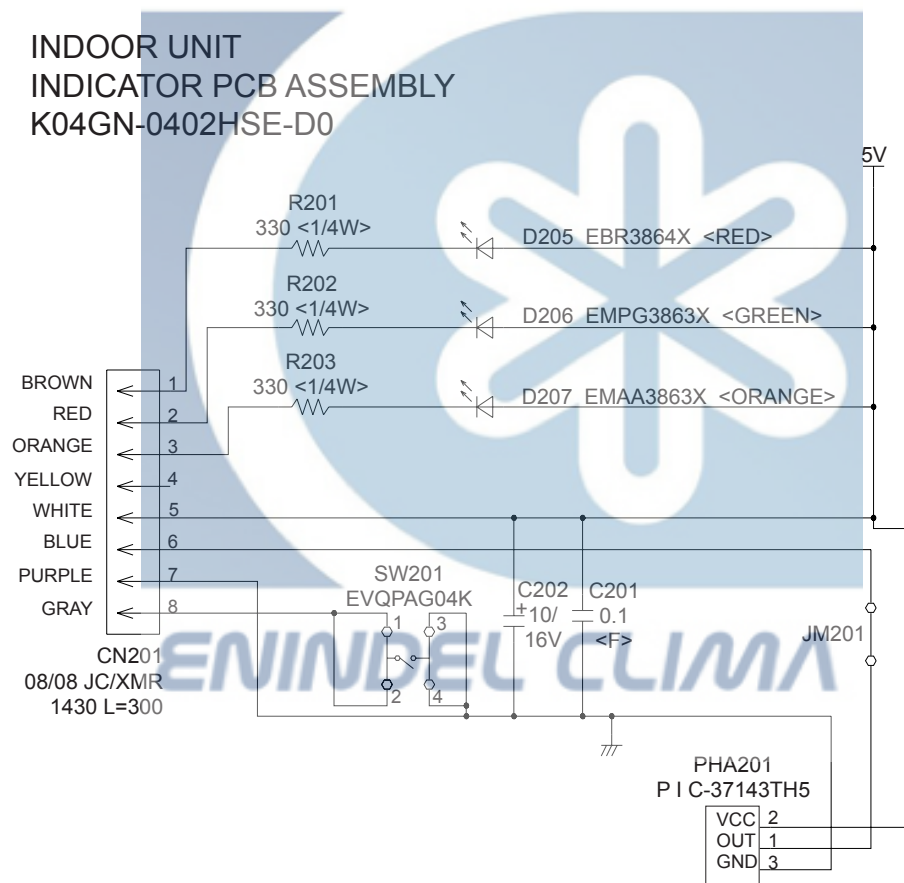 INDOOR UNIT
INDICATOR PCB ASSEMBLY
K04GN-0402HSE-D0
5V
R201
330 <1/4W>
D205 EBR3864X <RED>
R202
330 <1/4W>
D206 EMPG3863X <GREEN>
R203
330 <1/4W>
D207 EMAA3863X <ORANGE>
BROWN 1
RED 2
ORANGE 3
YELLOW 4
WHITE 5
BLUE 6
PURPLE 7
GRAY 8
CN201
08/08 JC/XMR
1430 L=300
SW201
EVQPAG04K
1 3
2 4
C202
+10/
16V
C201
0.1
<F>
JM201
ENINDEL CLIMA
PHA201
P I C-37143TH5
VCC 2
OUT 1
GND 3